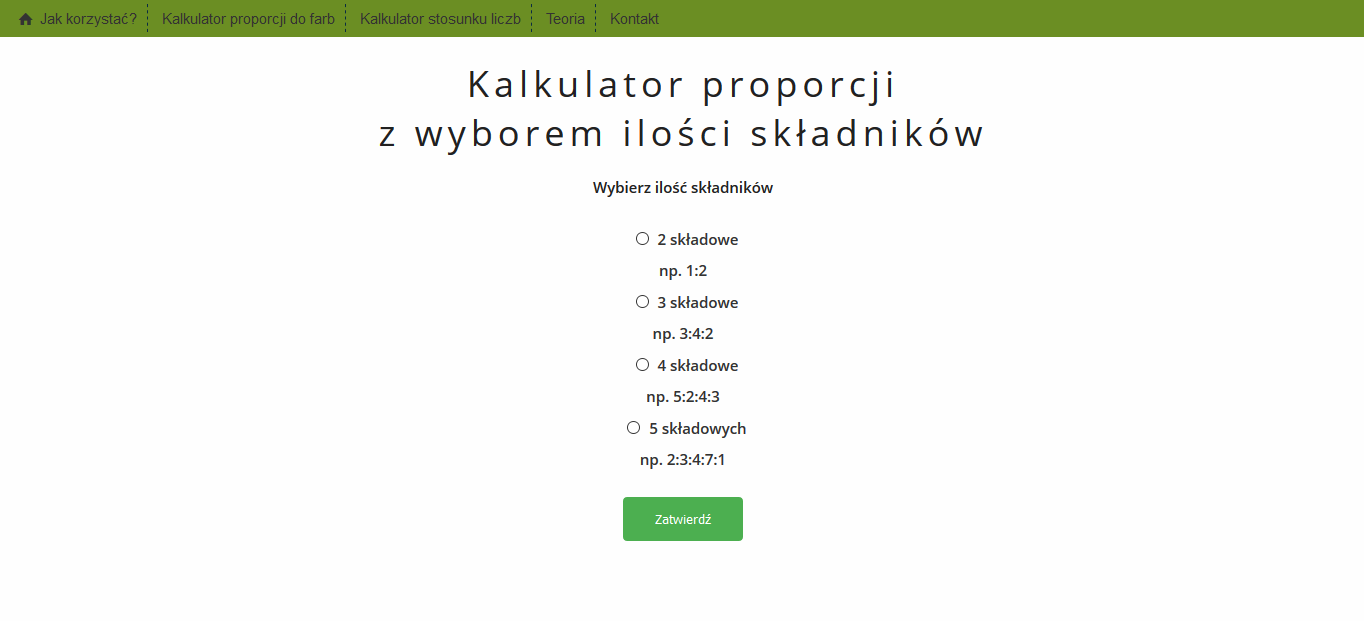 Jak korzystać? Kalkulator proporcji do farb Kalkulator stosunku liczb Teoria Kontakt
Kalkulator proporcji
z wyborem ilości składników
Wybierz ilość składników
2 składowe
np. 1:2
3 składowe
np. 3:4:2
4 składowe
np. 5:2:4:3
5 składowych
np. 2:3:4:7:1
Zatwierdź